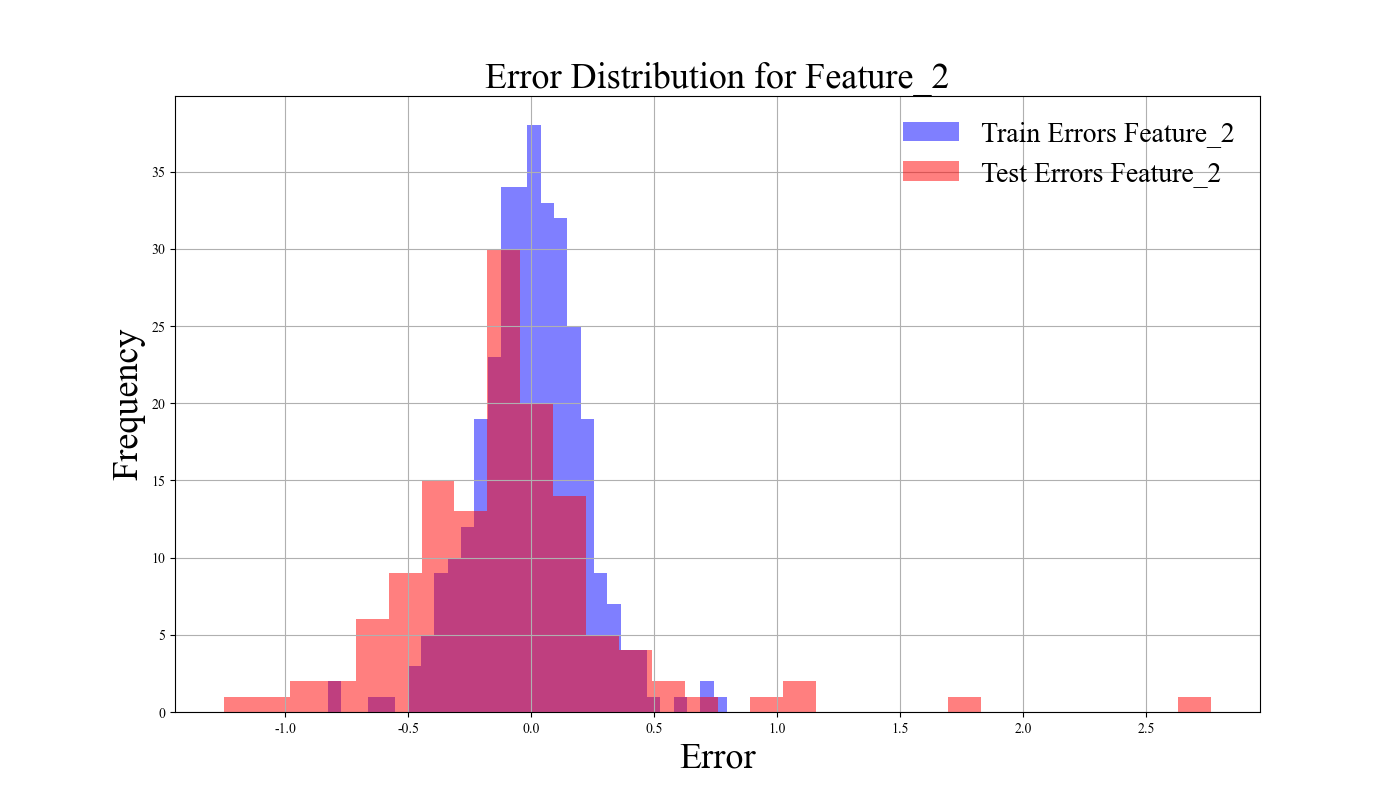 Error Distribution for Feature_2
Train Errors Feature_2
Test Errors Feature_2
Frequency
35
30
25
20
15
10
5
0
-1.0 -0.5 0.0 0.5 1.0 1.5 2.0 2.5
Error